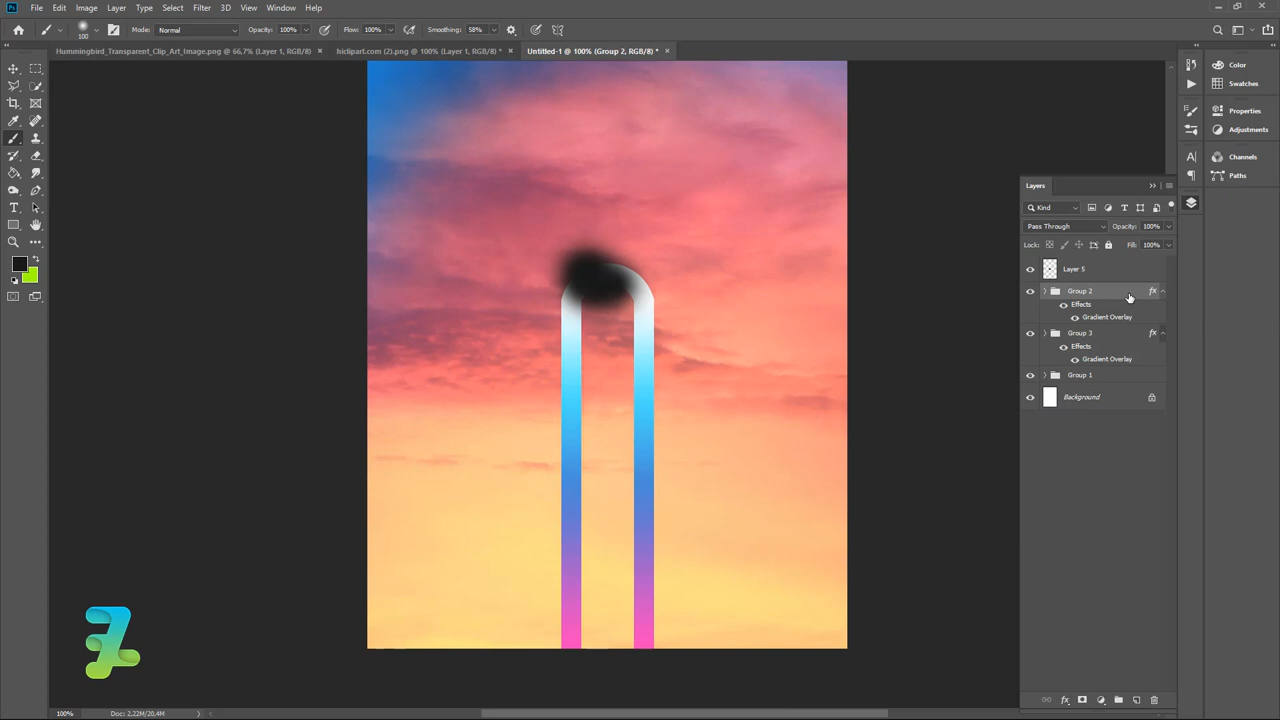 Ps File Edit Image Layer Type Select Filter 3D View Window Help
100 Mode: Normal Opacity: 100% Flow: 100% Smoothing: 58%
Hummingbird_Transparent_Clip_Art_Image.png @ 66,7% (Layer 1, RGB/8) × hiclipart.com (2).png @ 100% (Layer 1, RGB/8) * × Untitled-1 @ 100% (Group 2, RGB/8) * ×
Color
Swatches
Properties
Adjustments
Channels
Paths
Layers
Kind
Pass Through Opacity: 100%
Lock: Fill: 100%
Layer 5
Group 2 fx
Effects
Gradient Overlay
Group 3 fx
Effects
Gradient Overlay
Group 1
Background
100% Doc: 2,22M/20,4M